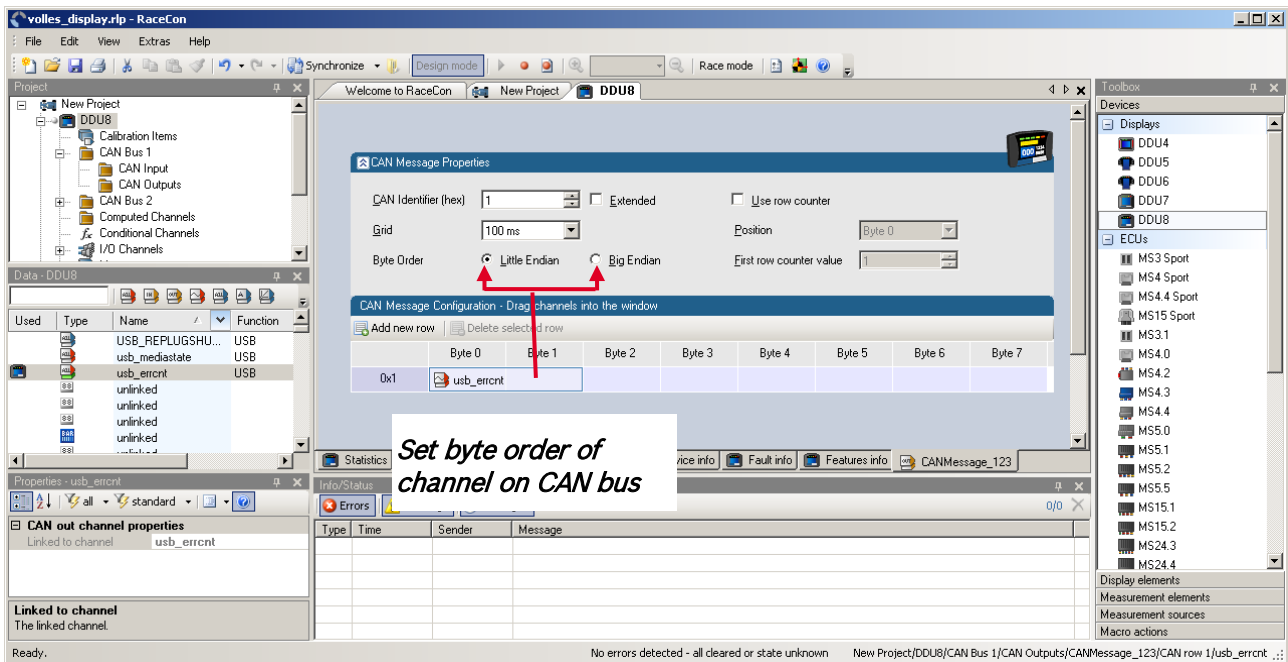 volles_display.rlp - RaceCon
File Edit View Extras Help
Synchronize Design mode Race mode
Project
New Project
DDU8
Calibration Items
CAN Bus 1
CAN Input
CAN Outputs
CAN Bus 2
Computed Channels
fx Conditional Channels
I/O Channels
Data - DDU8
Used Type Name Function
USB_REPLUGSHU... USB
usb_mediastate USB
usb_errcnt USB
unlinked
unlinked
unlinked
unlinked
Properties - usb_errcnt
all standard
CAN out channel properties
Linked to channel usb_errcnt
Linked to channel
The linked channel.
Welcome to RaceCon New Project DDU8
CAN Message Properties
CAN Identifier (hex) 1 Extended Use row counter
Grid 100 ms Position Byte 0
Byte Order Little Endian Big Endian First row counter value 1
CAN Message Configuration - Drag channels into the window
Add new row Delete selected row
Byte 0 Byte 1 Byte 2 Byte 3 Byte 4 Byte 5 Byte 6 Byte 7
0x1 usb_errcnt
Set byte order of
channel on CAN bus
Statistics vice info Fault info Features info CANMessage_123
Info/Status
Errors 0/0
Type Time Sender Message
Toolbox
Devices
Displays
DDU4
DDU5
DDU6
DDU7
DDU8
ECUs
MS3 Sport
MS4 Sport
MS4.4 Sport
MS15 Sport
MS3.1
MS4.0
MS4.2
MS4.3
MS4.4
MS5.0
MS5.1
MS5.2
MS5.5
MS15.1
MS15.2
MS24.3
MS24.4
Display elements
Measurement elements
Measurement sources
Macro actions
Ready. No errors detected - all cleared or state unknown New Project/DDU8/CAN Bus 1/CAN Outputs/CANMessage_123/CAN row 1/usb_errcnt